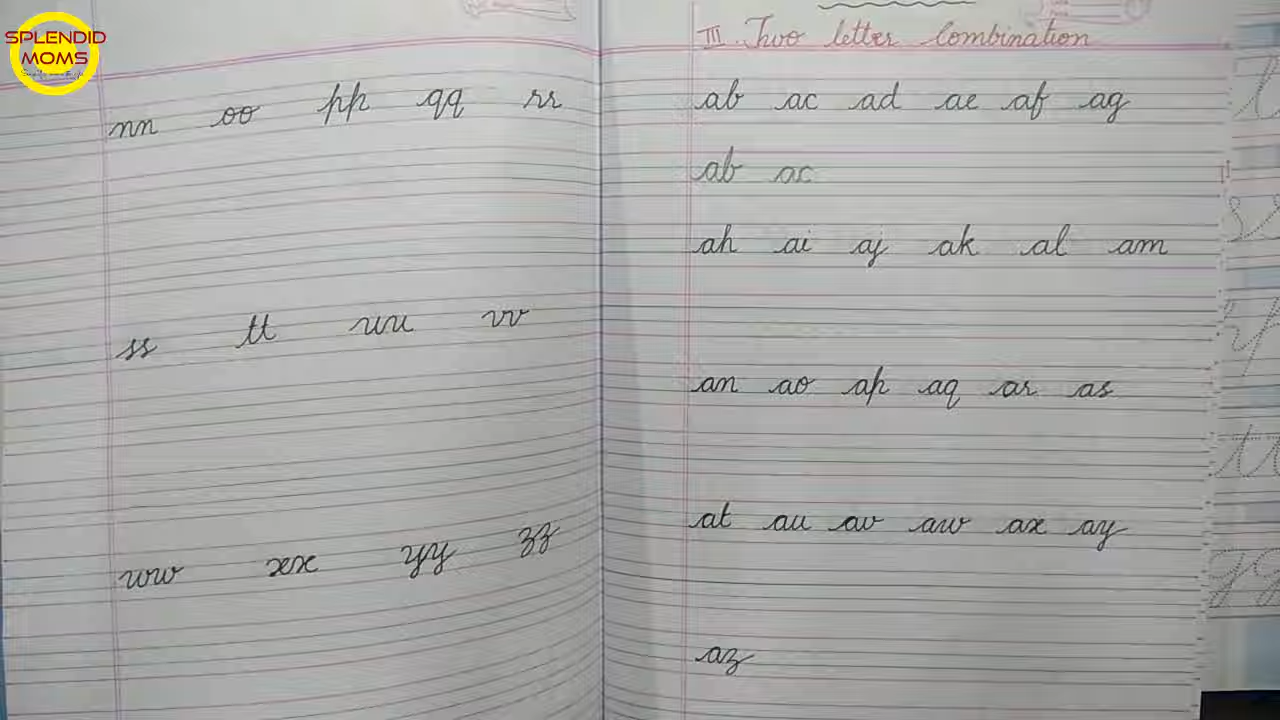 SPLENDID
MOMS
nn oo pp qq rr
ss tt uu vv
ww xx yy zz
III. Two letter Combination
ab ac ad ae af ag
ab ac
ah ai aj ak al am
an ao ap aq ar as
at au av aw ax ay
az
tt
gg